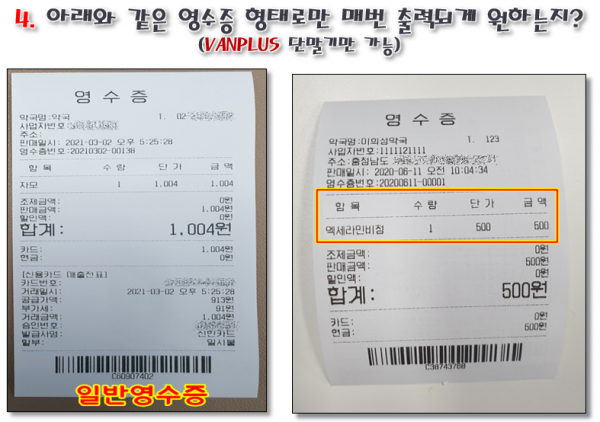 4. 아래와 같은 영수증 형태로만 매번 출력되게 원하는지?
(VANPLUS 단말기만 가능)
영 수 증
약국명:약국 T. 02
사업자번호:
주소:
판매일시: 2021-03-02 오후 5:25:28
영수증번호:20210302-00138
항 목 수 량 단 가 금 액
자모 1 1,004 1,004
조제금액: 0원
판매금액: 1,004원
할인액: 0원
합계: 1,004원
카드: 1,004원
현금: 0원
[신용카드 매출전표]
카드번호:
거래일시: 2021-03-02 오후 5:25:28
공급가액: 913원
부가세: 91원
거래금액: 1,004원
승인번호:
발급사명: 신한카드
할부: 일시불
C60907402
일반영수증
영 수 증
약국명:미의성약국 T. 123
사업자번호:1111121111
주소:충청남도
판매일시: 2020-06-11 오전 10:04:34
영수증번호:20200611-00001
항 목 수 량 단 가 금 액
엑세라민비정 1 500 500
조제금액: 0원
판매금액: 500원
할인액: 0원
합계: 500원
카드: 0원
현금: 500원
C38743768